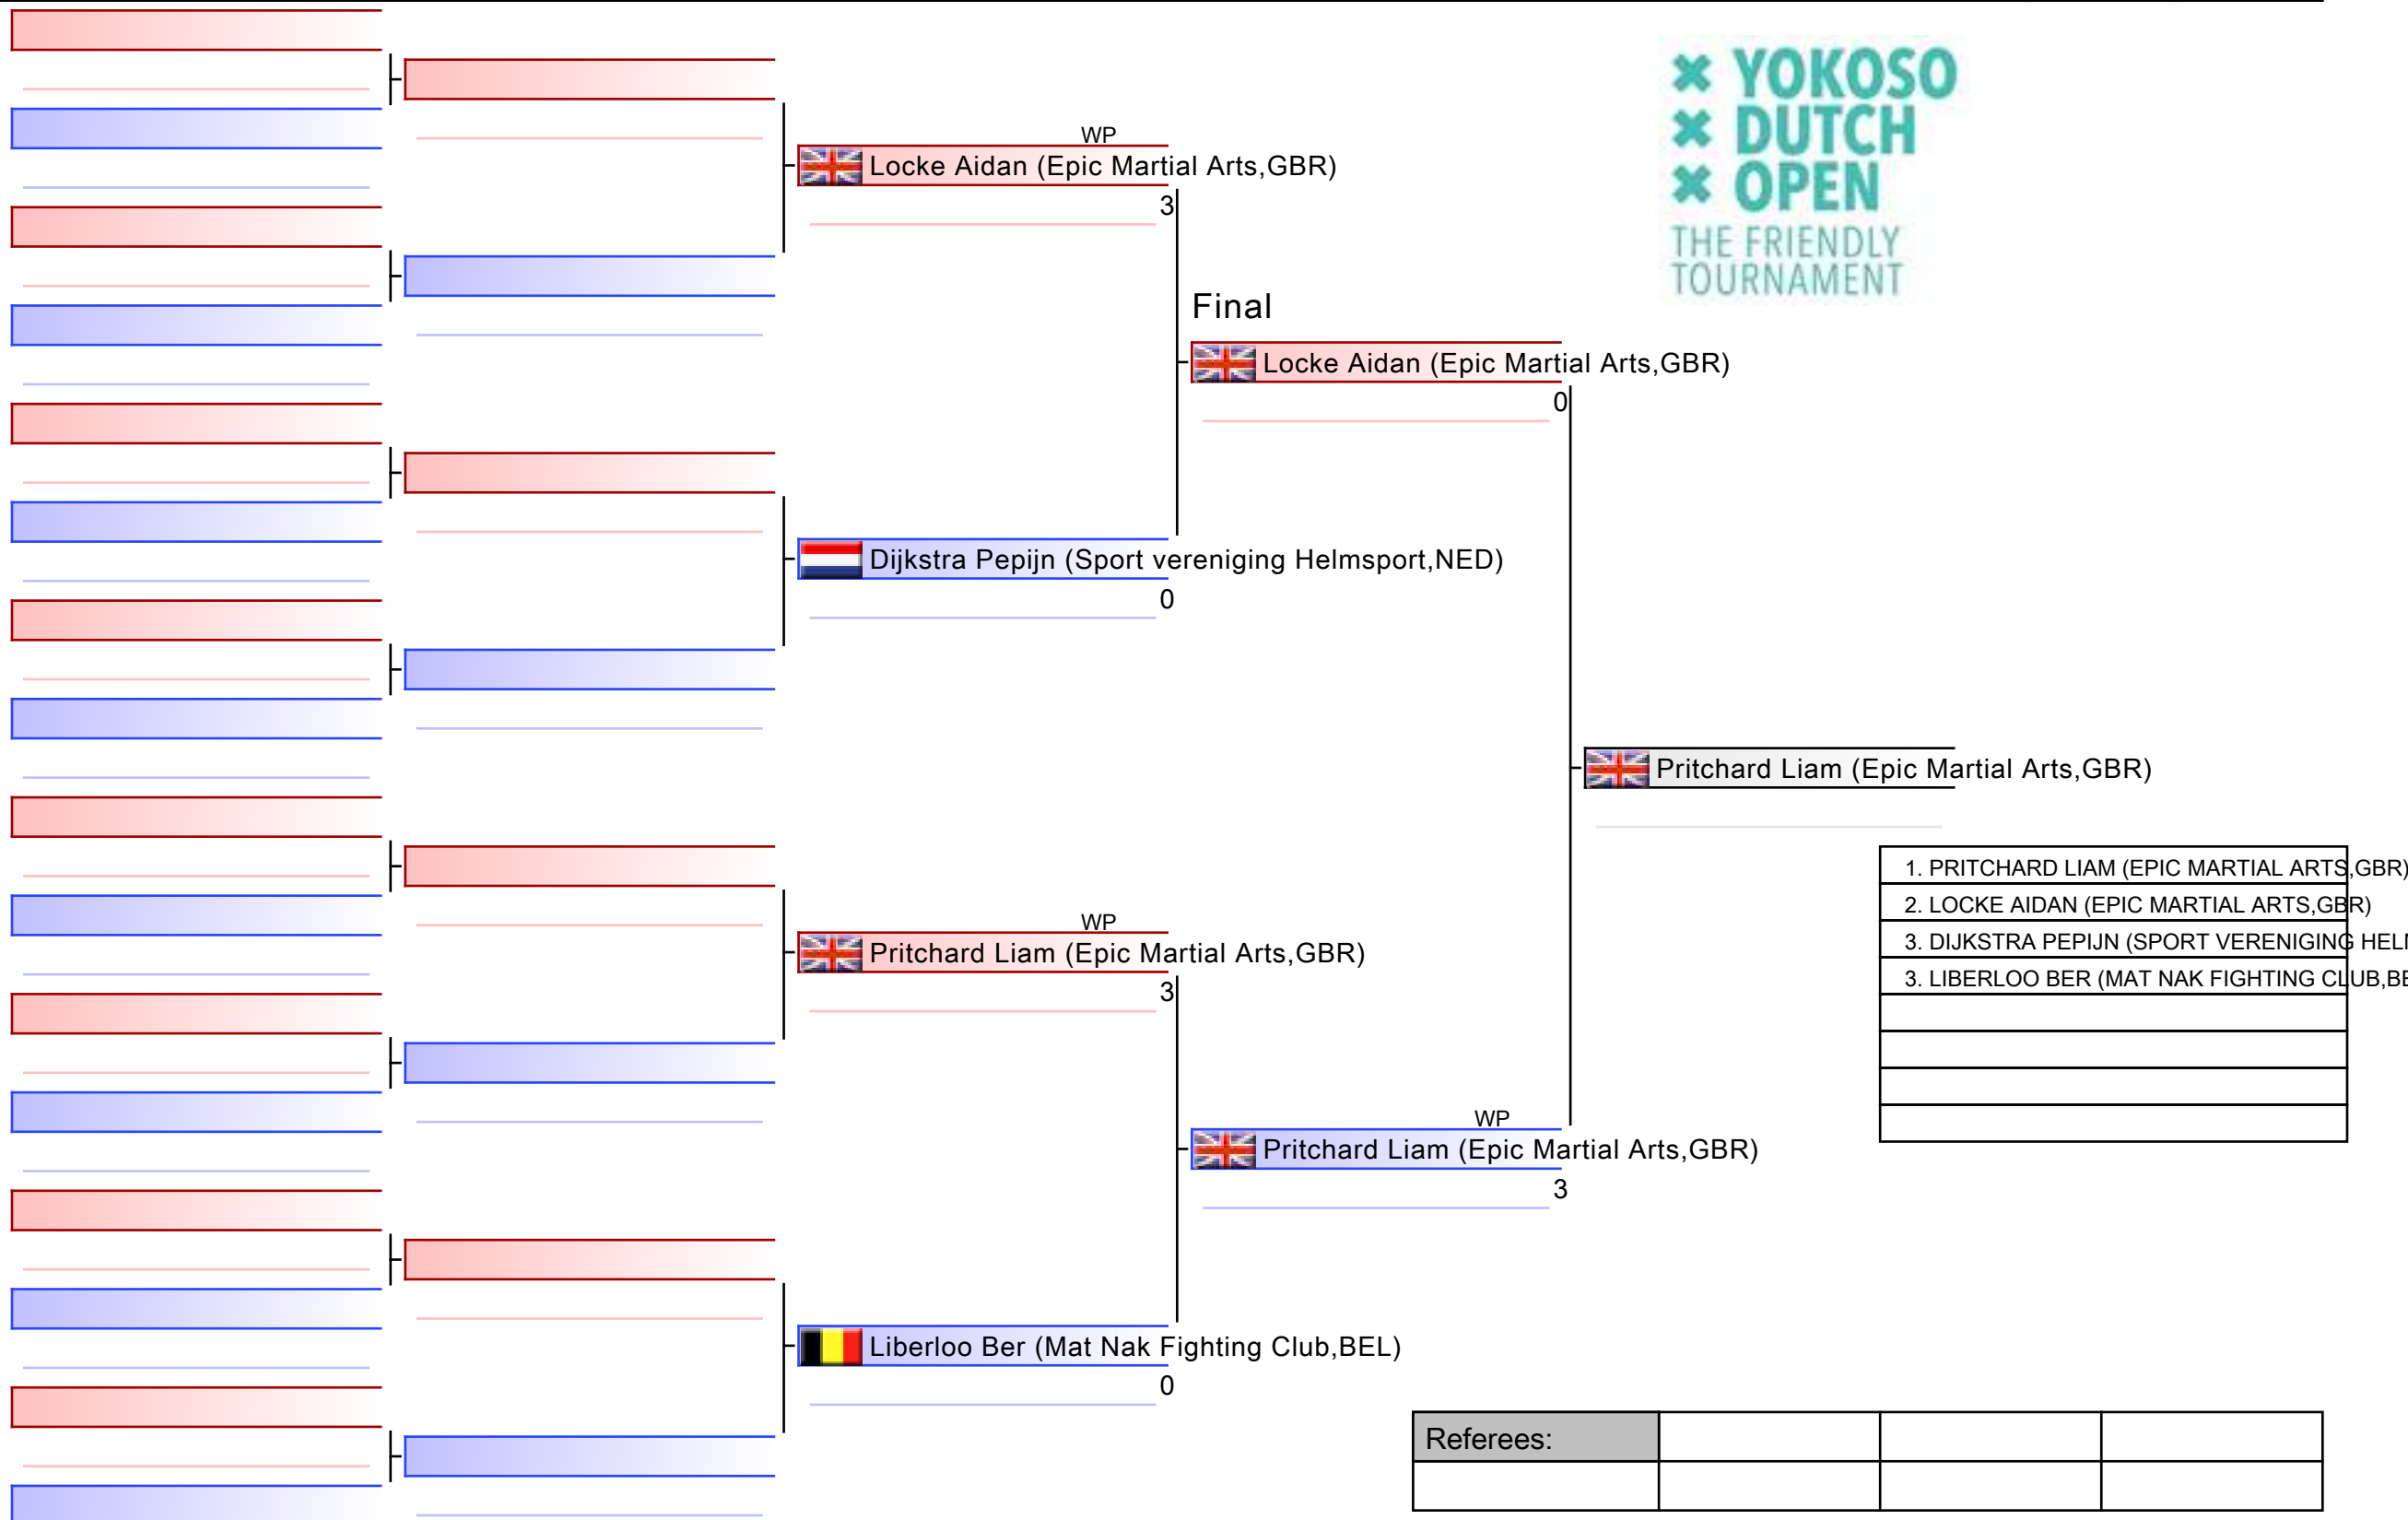 YOKOSO
DUTCH
OPEN
THE FRIENDLY
TOURNAMENT
WP
Locke Aidan (Epic Martial Arts,GBR)
3
Final
Locke Aidan (Epic Martial Arts,GBR)
0
Dijkstra Pepijn (Sport vereniging Helmsport,NED)
0
Pritchard Liam (Epic Martial Arts,GBR)
1. PRITCHARD LIAM (EPIC MARTIAL ARTS,GBR)
2. LOCKE AIDAN (EPIC MARTIAL ARTS,GBR)
3. DIJKSTRA PEPIJN (SPORT VERENIGING
3. LIBERLOO BER (MAT NAK FIGHTING CLUB,
WP
Pritchard Liam (Epic Martial Arts,GBR)
3
WP
Pritchard Liam (Epic Martial Arts,GBR)
3
Liberloo Ber (Mat Nak Fighting Club,BEL)
0
Referees: